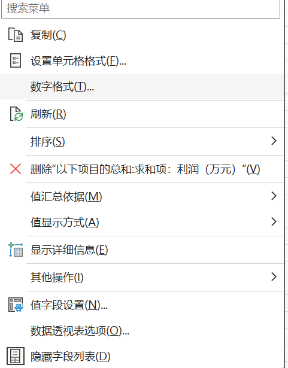 搜索菜单
复制(C)
设置单元格格式(F)...
数字格式(T)...
刷新(R)
排序(S)
删除"以下项目的总和:求和项：利润（万元）"(V)
值汇总依据(M)
值显示方式(A)
显示详细信息(E)
其他操作(I)
值字段设置(N)...
数据透视表选项(O)...
隐藏字段列表(D)